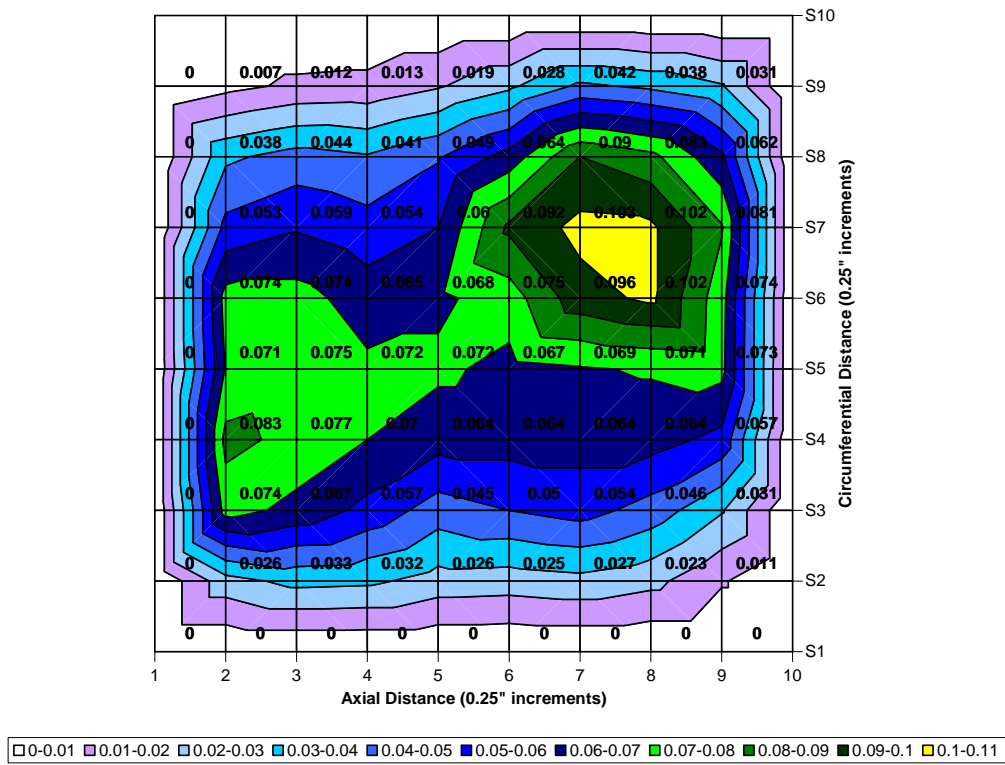 S10
0 0.007 0.012 0.013 0.019 0.028 0.042 0.038 0.031
S9
0 0.038 0.044 0.041 0.049 0.064 0.09 0.083 0.062
S8
0 0.053 0.059 0.054 0.06 0.092 0.103 0.102 0.081
S7
0 0.074 0.074 0.065 0.068 0.075 0.096 0.102 0.074
S6
0 0.071 0.075 0.072 0.072 0.067 0.069 0.071 0.073
S5
0 0.083 0.077 0.07 0.064 0.064 0.064 0.064 0.057
S4
0 0.074 0.067 0.057 0.045 0.05 0.054 0.046 0.031
S3
0 0.026 0.033 0.032 0.026 0.025 0.027 0.023 0.011
S2
0 0 0 0 0 0 0 0 0
S1
Circumferential Distance (0.25" increments)
1 2 3 4 5 6 7 8 9 10
Axial Distance (0.25" increments)
0-0.01 0.01-0.02 0.02-0.03 0.03-0.04 0.04-0.05 0.05-0.06 0.06-0.07 0.07-0.08 0.08-0.09 0.09-0.1 0.1-0.11